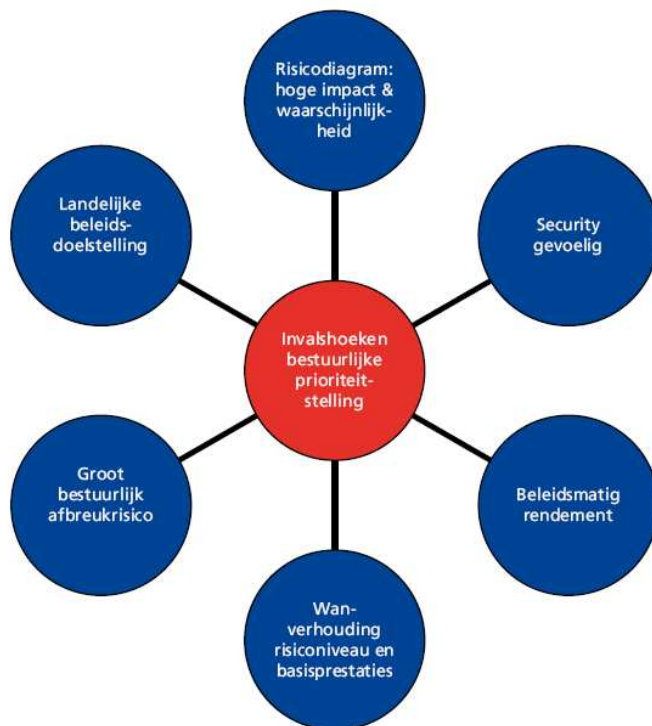 Risicodiagram:
hoge impact &
waarschijnlijk-
heid
Landelijke
beleids-
doelstelling
Security
gevoelig
Invalshoeken
bestuurlijke
prioriteit-
stelling
Groot
bestuurlijk
afbreukrisico
Beleidsmatig
rendement
Wan-
verhouding
risiconiveau en
basisprestaties